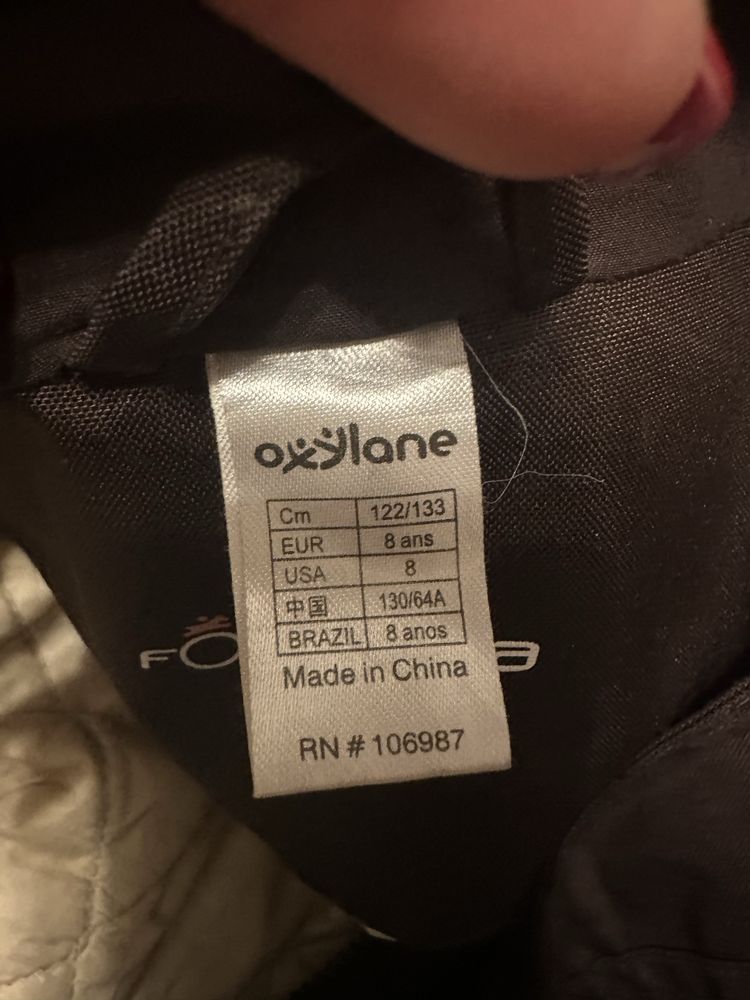 oxylane
Cm 122/133
EUR 8 ans
USA 8
中国 130/64A
BRAZIL 8 anos
Made in China
RN # 106987